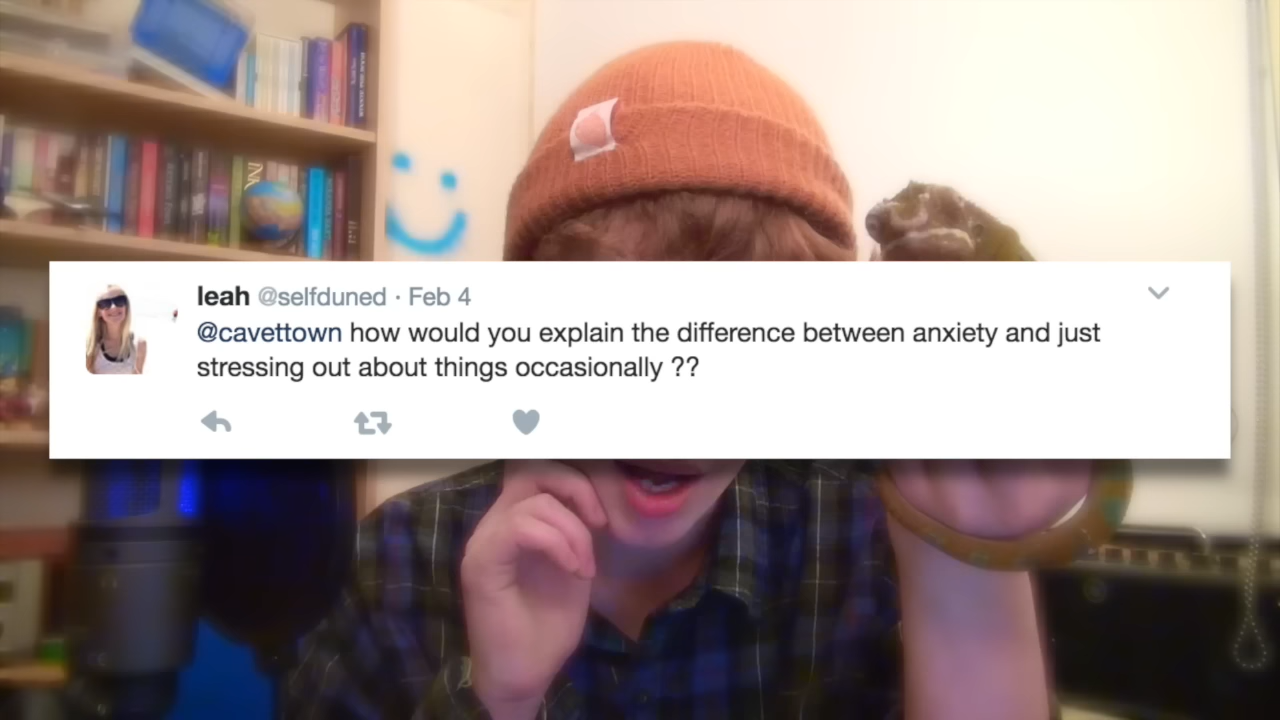 leah @selfduned · Feb 4
@cavettown how would you explain the difference between anxiety and just
stressing out about things occasionally ??